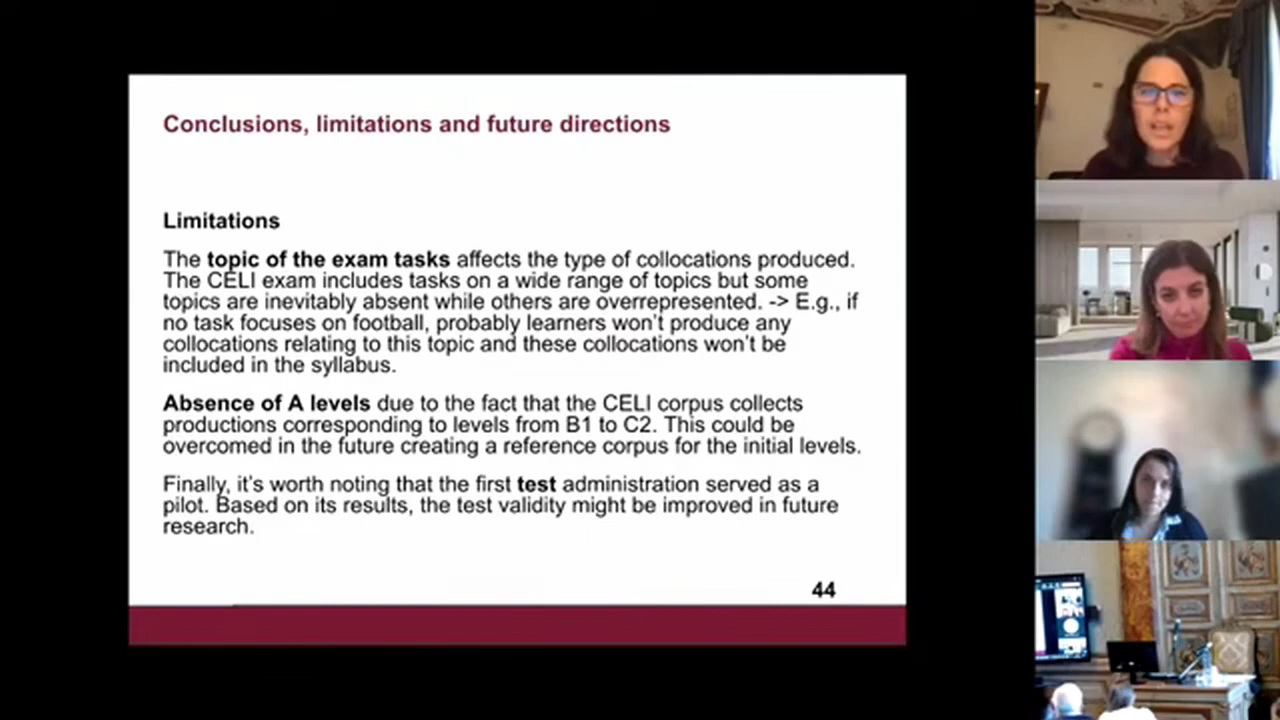 Conclusions, limitations and future directions
Limitations
The topic of the exam tasks affects the type of collocations produced.
The CELI exam includes tasks on a wide range of topics but some
topics are inevitably absent while others are overrepresented. -> E.g., if
no task focuses on football, probably learners won't produce any
collocations relating to this topic and these collocations won't be
included in the syllabus.
Absence of A levels due to the fact that the CELI corpus collects
productions corresponding to levels from B1 to C2. This could be
overcomed in the future creating a reference corpus for the initial levels.
Finally, it's worth noting that the first test administration served as a
pilot. Based on its results, the test validity might be improved in future
research.
44